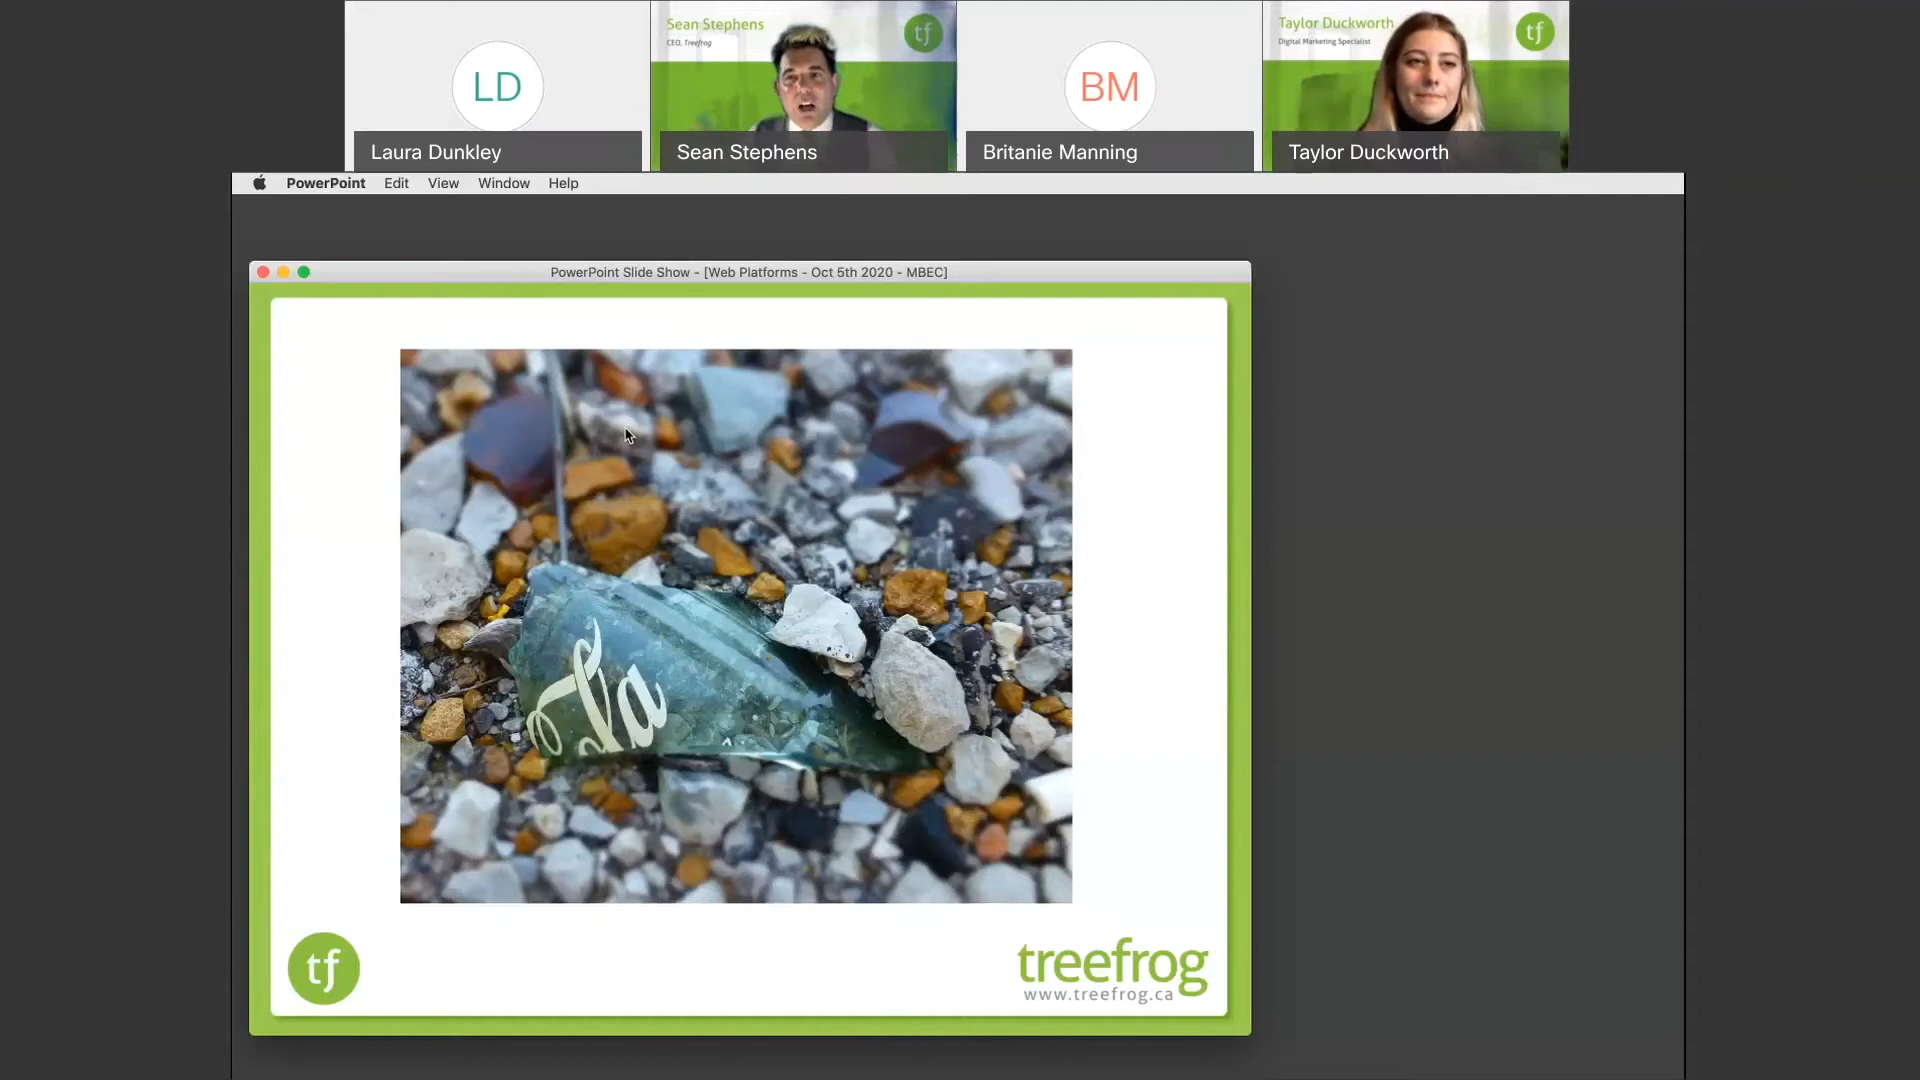 LD
Laura Dunkley
Sean Stephens
CEO, Treefrog
tf
Sean Stephens
BM
Britanie Manning
Taylor Duckworth
Digital Marketing Specialist
tf
Taylor Duckworth
PowerPoint Edit View Window Help
PowerPoint Slide Show - [Web Platforms - Oct 5th 2020 - MBEC]
la
tf
treefrog
www.treefrog.ca